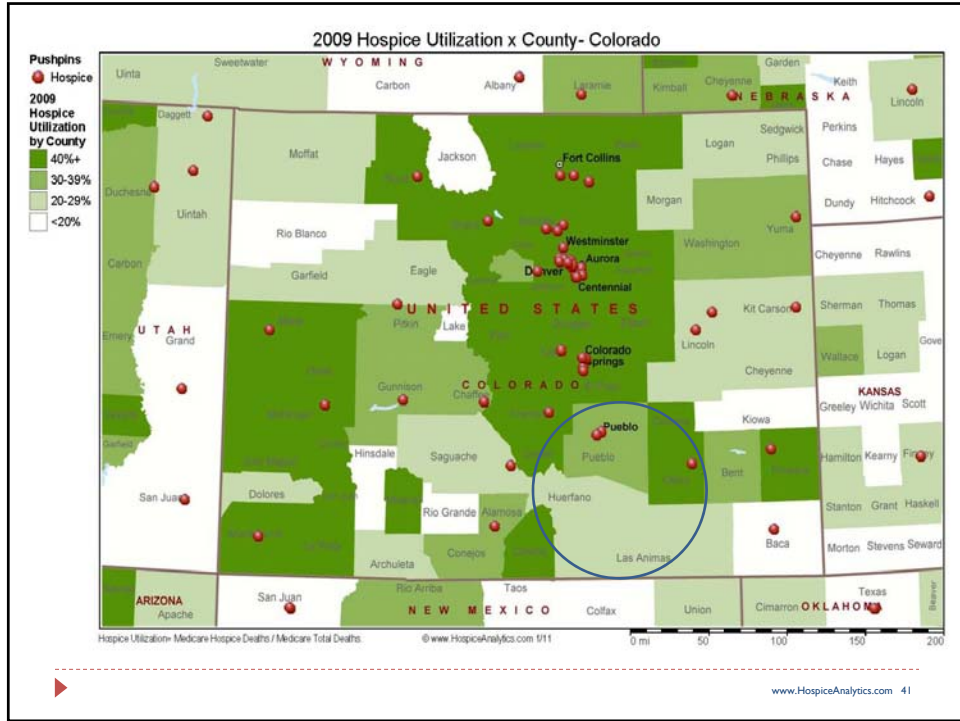 2009 Hospice Utilization x County- Colorado
Pushpins
Hospice
2009
Hospice
Utilization
by County
40%+
30-39%
20-29%
<20%
Uinta
Sweetwater
WYOMING
Carbon
Albany
Laramie
Kimball
Cheyenne
Garden
NEBRASKA
Keith
Lincoln
Daggett
Duchesne
Uintah
Moffat
Jackson
Fort Collins
Logan
Sedgwick
Phillips
Perkins
Chase
Hayes
Dundy
Hitchcock
Morgan
Rio Blanco
Westminster
Washington
Yuma
Carbon
Garfield
Eagle
Denver
Aurora
Centennial
Cheyenne
Rawlins
UNITED STATES
Emery
UTAH
Grand
Mesa
Pitkin
Lake
Lincoln
Kit Carson
Sherman
Thomas
Gove
Wallace
Logan
Colorado
Springs
Gunnison
Chaffee
COLORADO
Cheyenne
KANSAS
Greeley
Wichita
Scott
Kiowa
Pueblo
Pueblo
Garfield
Hinsdale
Saguache
Bent
Hamilton
Kearny
Finney
San Juan
Dolores
Huerfano
Rio Grande
Alamosa
Stanton
Grant
Haskell
Baca
Conejos
Las Animas
Archuleta
Morton
Stevens
Seward
ARIZONA
Apache
San Juan
Rio Arriba
Taos
NEW MEXICO
Colfax
Union
Cimarron
OKLAHOMA
Texas
Beaver
Hospice Utilization= Medicare Hospice Deaths / Medicare Total Deaths.
© www.HospiceAnalytics.com 1/11
0 mi 50 100 150 200
www.HospiceAnalytics.com 41